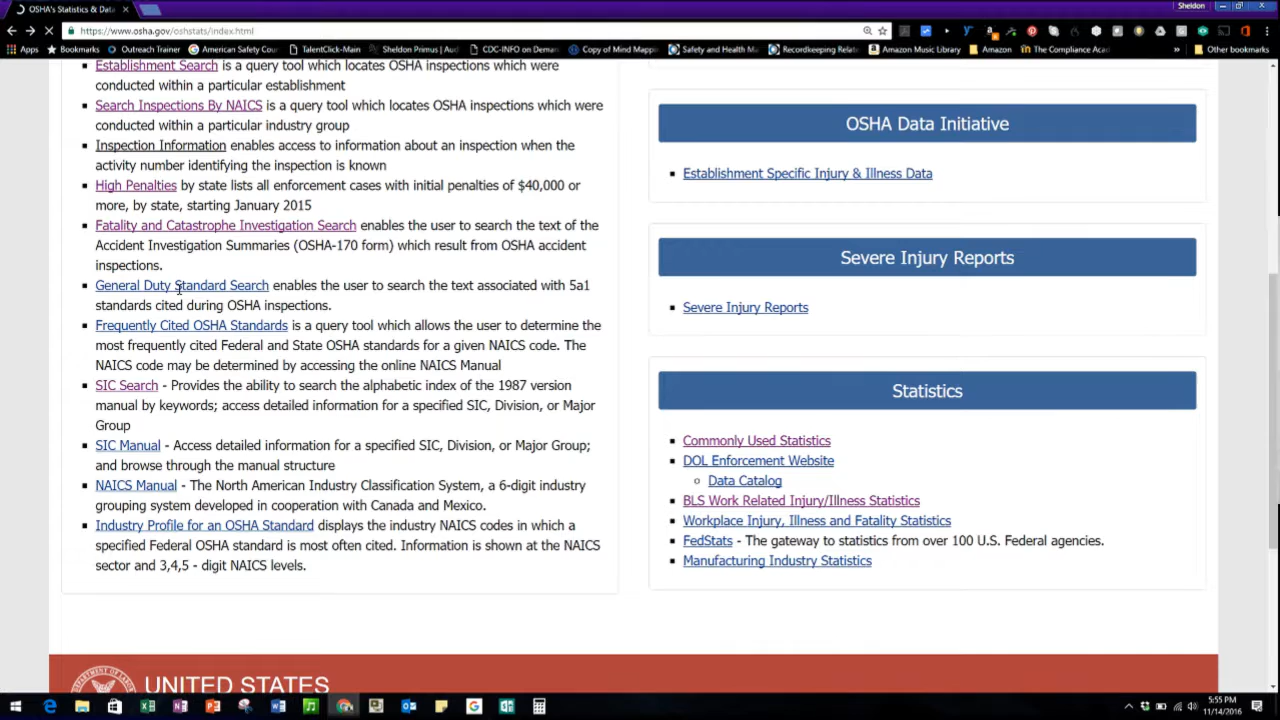 OSHA's Statistics & Data
Sheldon
https://www.osha.gov/oshstats/index.html
Apps
Bookmarks
Outreach Trainer
American Safety Coun
TalentClick-Main
Sheldon Primus | Aud
CDC-INFO on Deman
Copy of Mind Mappe
Safety and Health Ma
Recordkeeping Relate
Amazon Music Library
Amazon
The Compliance Acad
»
Other bookmarks
Establishment Search is a query tool which locates OSHA inspections which were
conducted within a particular establishment
Search Inspections By NAICS is a query tool which locates OSHA inspections which were
conducted within a particular industry group
Inspection Information enables access to information about an inspection when the
activity number identifying the inspection is known
High Penalties by state lists all enforcement cases with initial penalties of $40,000 or
more, by state, starting January 2015
Fatality and Catastrophe Investigation Search enables the user to search the text of the
Accident Investigation Summaries (OSHA-170 form) which result from OSHA accident
inspections.
General Duty Standard Search enables the user to search the text associated with 5a1
standards cited during OSHA inspections.
Frequently Cited OSHA Standards is a query tool which allows the user to determine the
most frequently cited Federal and State OSHA standards for a given NAICS code. The
NAICS code may be determined by accessing the online NAICS Manual
SIC Search - Provides the ability to search the alphabetic index of the 1987 version
manual by keywords; access detailed information for a specified SIC, Division, or Major
Group
SIC Manual - Access detailed information for a specified SIC, Division, or Major Group;
and browse through the manual structure
NAICS Manual - The North American Industry Classification System, a 6-digit industry
grouping system developed in cooperation with Canada and Mexico.
Industry Profile for an OSHA Standard displays the industry NAICS codes in which a
specified Federal OSHA standard is most often cited. Information is shown at the NAICS
sector and 3,4,5 - digit NAICS levels.
OSHA Data Initiative
Establishment Specific Injury & Illness Data
Severe Injury Reports
Severe Injury Reports
Statistics
Commonly Used Statistics
DOL Enforcement Website
Data Catalog
BLS Work Related Injury/Illness Statistics
Workplace Injury, Illness and Fatality Statistics
FedStats - The gateway to statistics from over 100 U.S. Federal agencies.
Manufacturing Industry Statistics
UNITED STATES
5:55 PM
11/14/2016